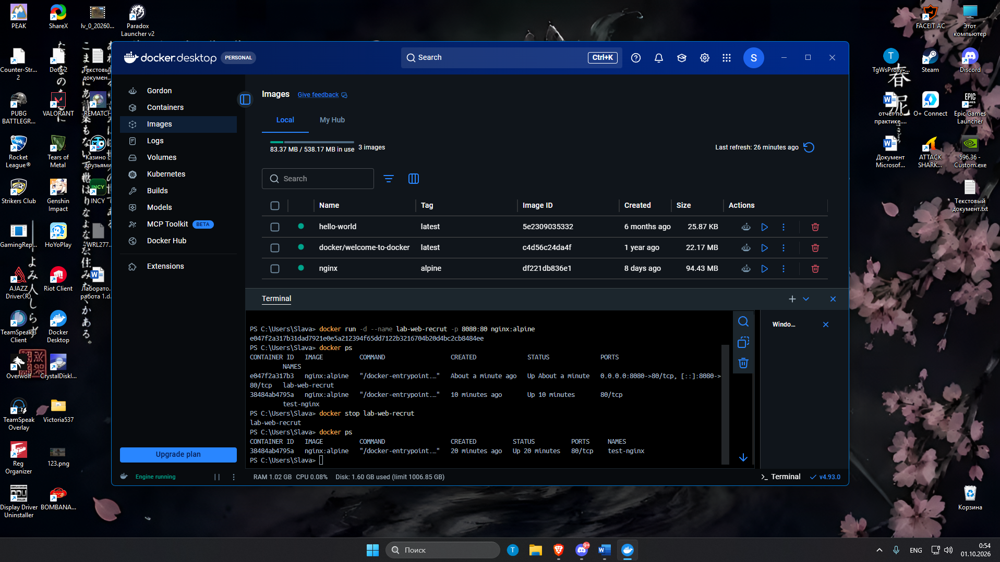 PEAK
ShareX
lv_0_20260...
Paradox
Launcher v2
Counter-Str...
2
Dota 2
Текстовый
докумен...
PUBG
BATTLEGR...
VALORANT
REMATCH
Rocket
League®
Tears of
Metal
Казино с
друзьями
Strikers Club
Genshin
Impact
INCY
INCY
GamingRep...
HoYoPlay
~WRL277...
AJAZZ
Driver(R)
Riot Client
Лаборато...
работа 1.d...
TeamSpeak 3
Client
Docker
Desktop
Overwolf
CrystalDiskI...
TeamSpeak
Overlay
Victoria537
Reg
Organizer
123.png
Display Driver
Uninstaller
BOMBANA...
docker desktop
PERSONAL
Search
Ctrl+K
S
Gordon
Containers
Images
Logs
Volumes
Kubernetes
Builds
Models
MCP Toolkit BETA
Docker Hub
Extensions
Upgrade plan
Images
Give feedback
Local
My Hub
83.37 MB / 538.17 MB in use
3 images
Last refresh: 26 minutes ago
Search
Name Tag Image ID Created Size Actions
hello-world latest 5e2309035332 6 months ago 25.87 KB
docker/welcome-to-docker latest c4d56c24da4f 1 year ago 22.17 MB
nginx alpine df221db836e1 8 days ago 94.43 MB
Terminal
Windo...
PS C:\Users\Slava> docker run -d --name lab-web-recrut -p 8080:80 nginx:alpine
e047f2a317b31dad7921e0e5a212394f65dd7122b3216704b20d4bc2cb8484ee
PS C:\Users\Slava> docker ps
CONTAINER ID IMAGE COMMAND CREATED STATUS PORTS
NAMES
e047f2a317b3 nginx:alpine "/docker-entrypoint.…" About a minute ago Up About a minute 0.0.0.0:8080->80/tcp, [::]:8080->
80/tcp lab-web-recrut
38484ab4795a nginx:alpine "/docker-entrypoint.…" 10 minutes ago Up 10 minutes 80/tcp
test-nginx
PS C:\Users\Slava> docker stop lab-web-recrut
lab-web-recrut
PS C:\Users\Slava> docker ps
CONTAINER ID IMAGE COMMAND CREATED STATUS PORTS NAMES
38484ab4795a nginx:alpine "/docker-entrypoint.…" 20 minutes ago Up 20 minutes 80/tcp test-nginx
PS C:\Users\Slava>
Engine running
RAM 1.02 GB CPU 0.08% Disk: 1.60 GB used (limit 1006.85 GB)
>_ Terminal
v4.93.0
FACEIT AC
Этот
компьютер
T
TgWsProxy_...
Steam
Discord
春
泥
отчёт по
практике....
O+ Connect
EPIC
GAMES
Epic Games
Launcher
Документ
Microsof...
ATTACK
SHARK...
596.36 -
Custom.exe
Текстовый
документ.txt
Корзина
Поиск
T
9+
ENG
0:54
01.10.2026